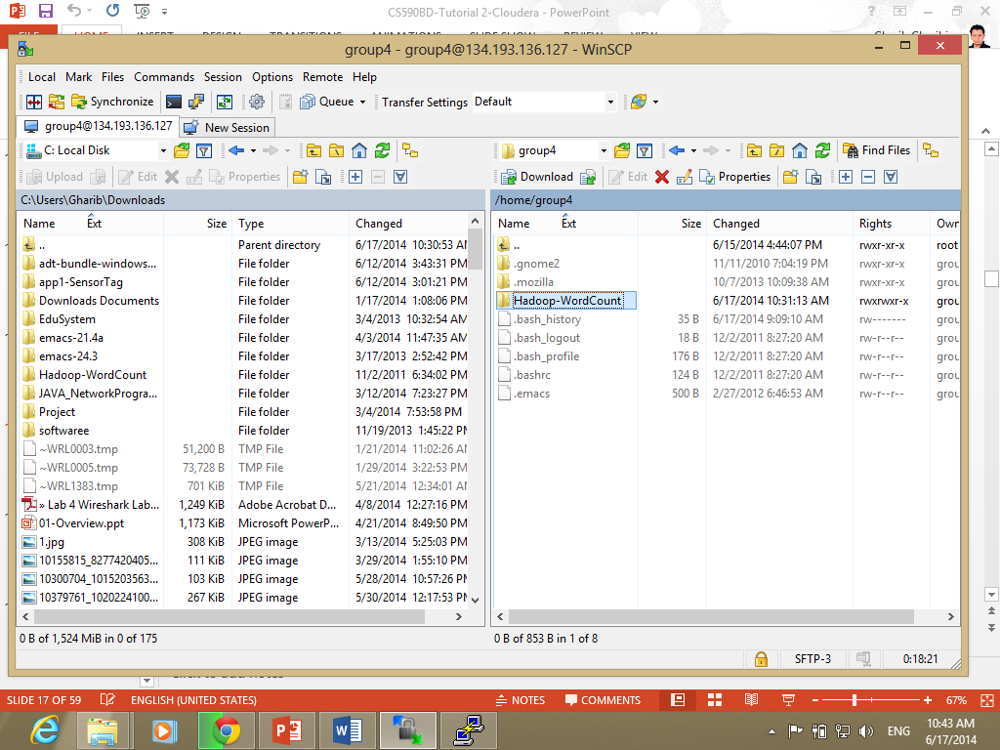 CS590BD-Tutorial 2-Cloudera - PowerPoint
group4 - group4@134.193.136.127 - WinSCP
Local Mark Files Commands Session Options Remote Help
Synchronize Queue Transfer Settings Default
group4@134.193.136.127 New Session
C: Local Disk group4 Find Files
Upload Edit Properties Download Edit Properties
C:\Users\Gharib\Downloads /home/group4
Name Ext Size Type Changed
.. Parent directory 6/17/2014 10:30:53 AM
adt-bundle-windows... File folder 6/12/2014 3:43:31 PM
app1-SensorTag File folder 6/12/2014 3:01:21 PM
Downloads Documents File folder 1/17/2014 1:08:06 PM
EduSystem File folder 3/4/2013 10:32:54 AM
emacs-21.4a File folder 4/3/2014 11:47:35 AM
emacs-24.3 File folder 3/17/2013 2:52:42 PM
Hadoop-WordCount File folder 11/2/2011 6:34:02 PM
JAVA_NetworkProgra... File folder 3/12/2014 7:23:27 PM
Project File folder 3/4/2014 7:53:58 PM
softwaree File folder 11/19/2013 1:45:22 PM
~WRL0003.tmp 51,200 B TMP File 1/21/2014 11:02:26 AM
~WRL0005.tmp 73,728 B TMP File 1/29/2014 3:22:53 PM
~WRL1383.tmp 701 KiB TMP File 5/21/2014 12:34:01 AM
» Lab 4 Wireshark Lab... 1,249 KiB Adobe Acrobat D... 4/8/2014 12:27:16 PM
01-Overview.ppt 1,173 KiB Microsoft PowerP... 4/21/2014 8:49:50 PM
1.jpg 308 KiB JPEG image 3/13/2014 5:25:03 PM
10155815_8277420405... 111 KiB JPEG image 3/29/2014 1:55:10 PM
10300704_1015203563... 103 KiB JPEG image 5/28/2014 10:57:26 PM
10379761_1020224100... 267 KiB JPEG image 5/30/2014 12:17:53 PM
Name Ext Size Changed Rights Own
.. 6/15/2014 4:44:07 PM rwxr-xr-x root
.gnome2 11/11/2010 7:04:19 PM rwxr-xr-x grou
.mozilla 10/7/2013 10:09:38 AM rwxr-xr-x grou
Hadoop-WordCount 6/17/2014 10:31:13 AM rwxrwxr-x grou
.bash_history 35 B 6/17/2014 9:09:10 AM rw------- grou
.bash_logout 18 B 12/2/2011 8:27:20 AM rw-r--r-- grou
.bash_profile 176 B 12/2/2011 8:27:20 AM rw-r--r-- grou
.bashrc 124 B 12/2/2011 8:27:20 AM rw-r--r-- grou
.emacs 500 B 2/27/2012 6:46:53 AM rw-r--r-- grou
0 B of 1,524 MiB in 0 of 175 0 B of 853 B in 1 of 8
SFTP-3 0:18:21
SLIDE 17 OF 59 ENGLISH (UNITED STATES) NOTES COMMENTS 67%
ENG 10:43 AM
6/17/2014